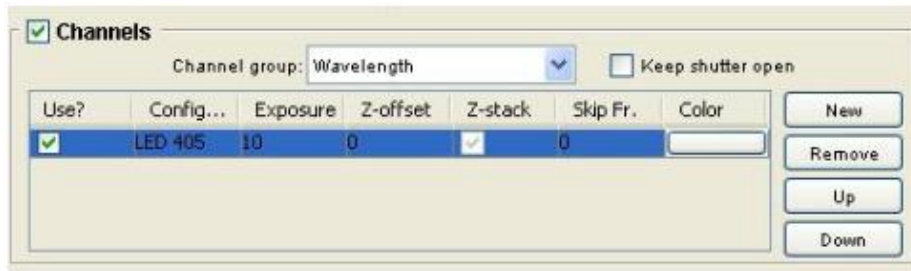 Channels
Channel group: Wavelength Keep shutter open
Use? Config... Exposure Z-offset Z-stack Skip Fr. Color New
LED 405 10 0 0
Remove
Up
Down